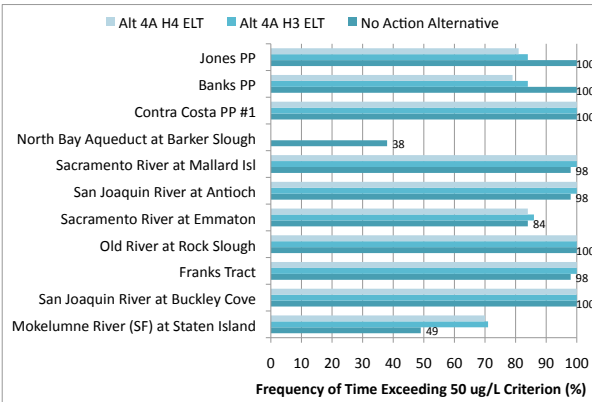 Alt 4A H4 ELT Alt 4A H3 ELT No Action Alternative
Jones PP 100
Banks PP 100
Contra Costa PP #1 100
North Bay Aqueduct at Barker Slough 38
Sacramento River at Mallard Isl 98
San Joaquin River at Antioch 98
Sacramento River at Emmaton 84
Old River at Rock Slough 100
Franks Tract 98
San Joaquin River at Buckley Cove 100
Mokelumne River (SF) at Staten Island 49
0 10 20 30 40 50 60 70 80 90 100
Frequency of Time Exceeding 50 ug/L Criterion (%)